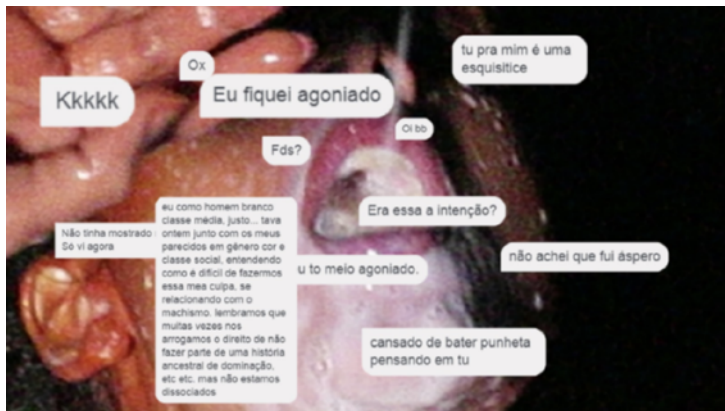 Ox
tu pra mim é uma
esquisitice
Kkkkk
Eu fiquei agoniado
Oi bb
Fds?
Não tinha mostrado
Só vi agora
eu como homem branco
classe média, justo... tava
ontem junto com os meus
parecidos em gênero cor e
classe social, entendendo
como é difícil de fazermos
essa mea culpa, se
relacionando com o
machismo. lembramos que
muitas vezes nos
arrogamos o direito de não
fazer parte de uma história
ancestral de dominação,
etc etc. mas não estamos
dissociados
Era essa a intenção?
u to meio agoniado.
não achei que fui áspero
cansado de bater punheta
pensando em tu